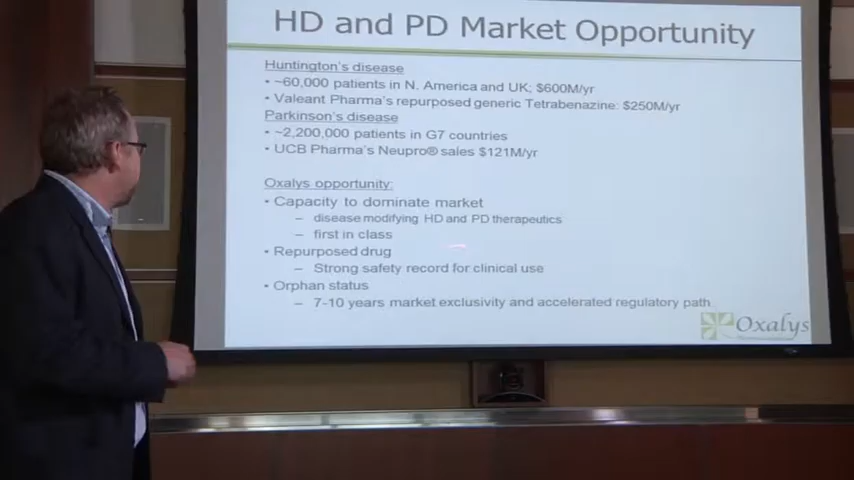 HD and PD Market Opportunity
Huntington's disease
• ~60,000 patients in N. America and UK; $600M/yr
• Valeant Pharma's repurposed generic Tetrabenazine: $250M/yr
Parkinson's disease
• ~2,200,000 patients in G7 countries
• UCB Pharma's Neupro® sales $121M/yr
Oxalys opportunity:
• Capacity to dominate market
– disease modifying HD and PD therapeutics
– first in class
• Repurposed drug
– Strong safety record for clinical use
• Orphan status
– 7-10 years market exclusivity and accelerated regulatory path
Oxalys